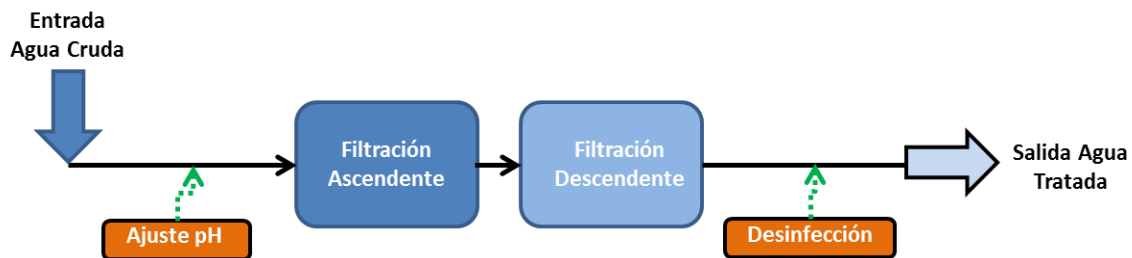 Entrada
Agua Cruda
Ajuste pH
Filtración
Ascendente
Filtración
Descendente
Desinfección
Salida Agua
Tratada